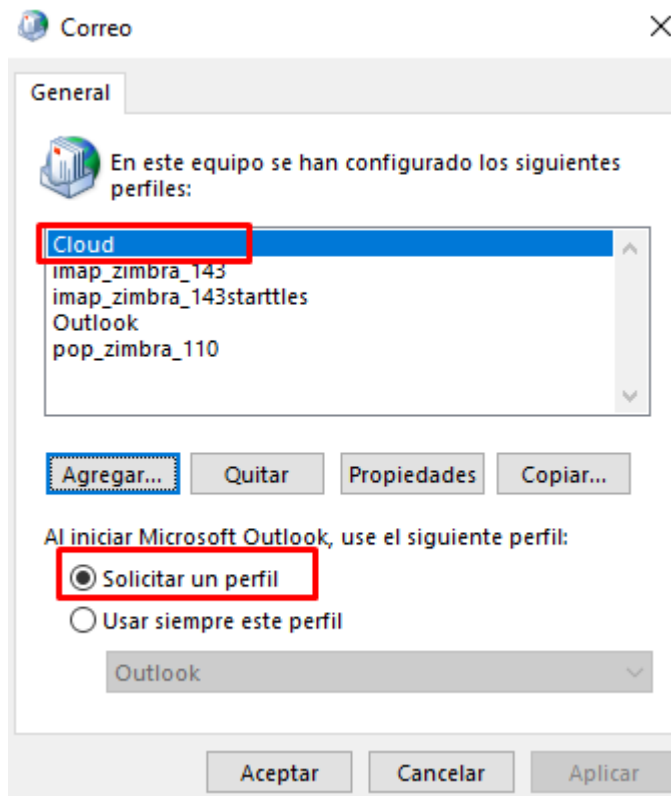 Correo
General
En este equipo se han configurado los siguientes
perfiles:
Cloud
imap_zimbra_143
imap_zimbra_143starttles
Outlook
pop_zimbra_110
Agregar... Quitar Propiedades Copiar...
Al iniciar Microsoft Outlook, use el siguiente perfil:
Solicitar un perfil
Usar siempre este perfil
Outlook
Aceptar Cancelar Aplicar